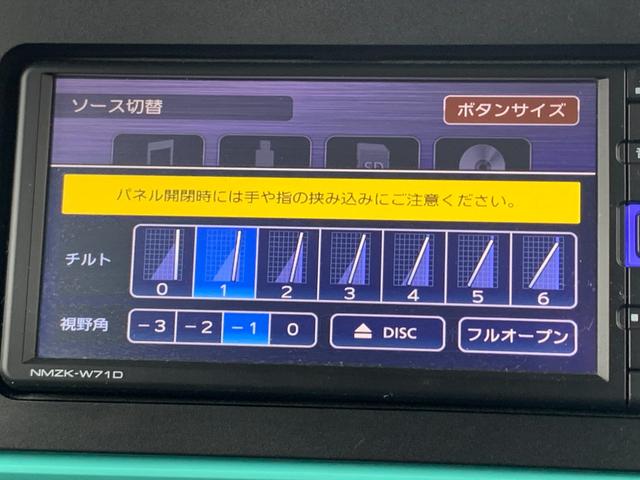 ソース切替 ボタンサイズ
SD
パネル開閉時には手や指の挟み込みにご注意ください。
チルト 0 1 2 3 4 5 6
視野角 -3 -2 -1 0 DISC フルオープン
NMZK-W71D